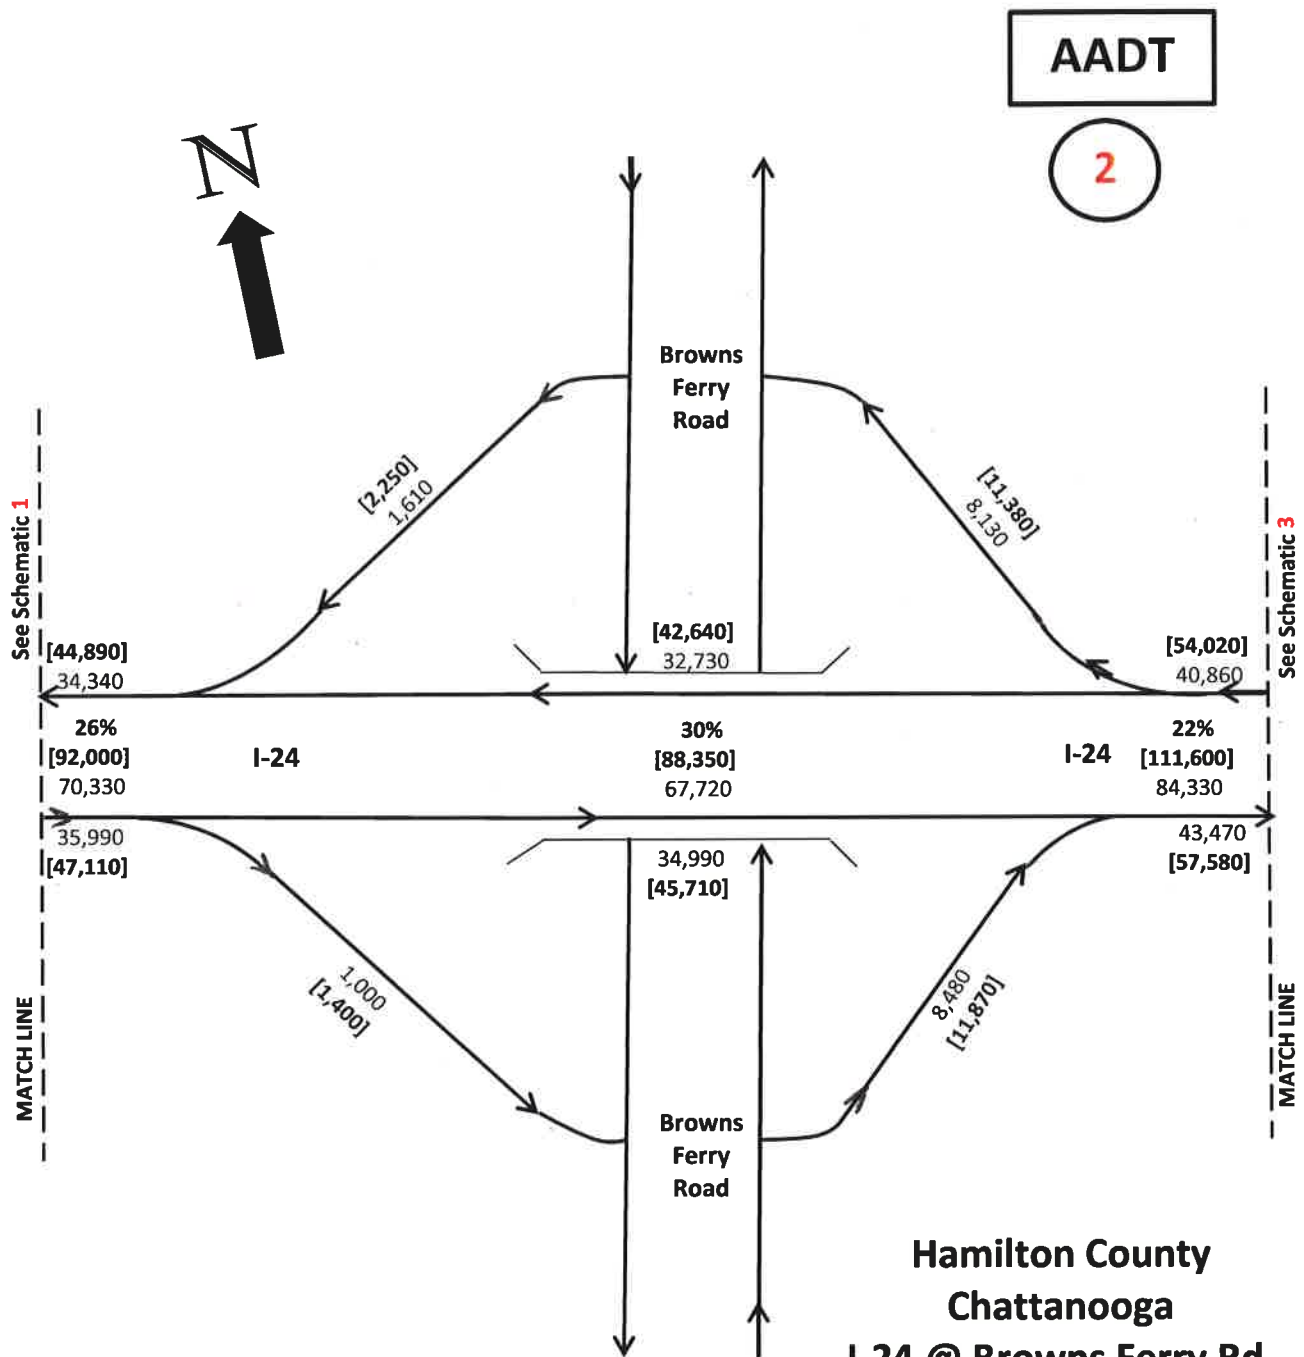 AADT
2
N
Browns
Ferry
Road
[2,250]
1,610
[11,380]
8,130
See Schematic 1
See Schematic 3
[44,890]
34,340
[42,640]
32,730
[54,020]
40,860
26%
[92,000]
70,330
I-24
30%
[88,350]
67,720
I-24
22%
[111,600]
84,330
35,990
[47,110]
34,990
[45,710]
43,470
[57,580]
1,000
[1,400]
8,480
[11,870]
MATCH LINE
MATCH LINE
Browns
Ferry
Road
Hamilton County
Chattanooga
I-24 @ Browns Ferry Rd